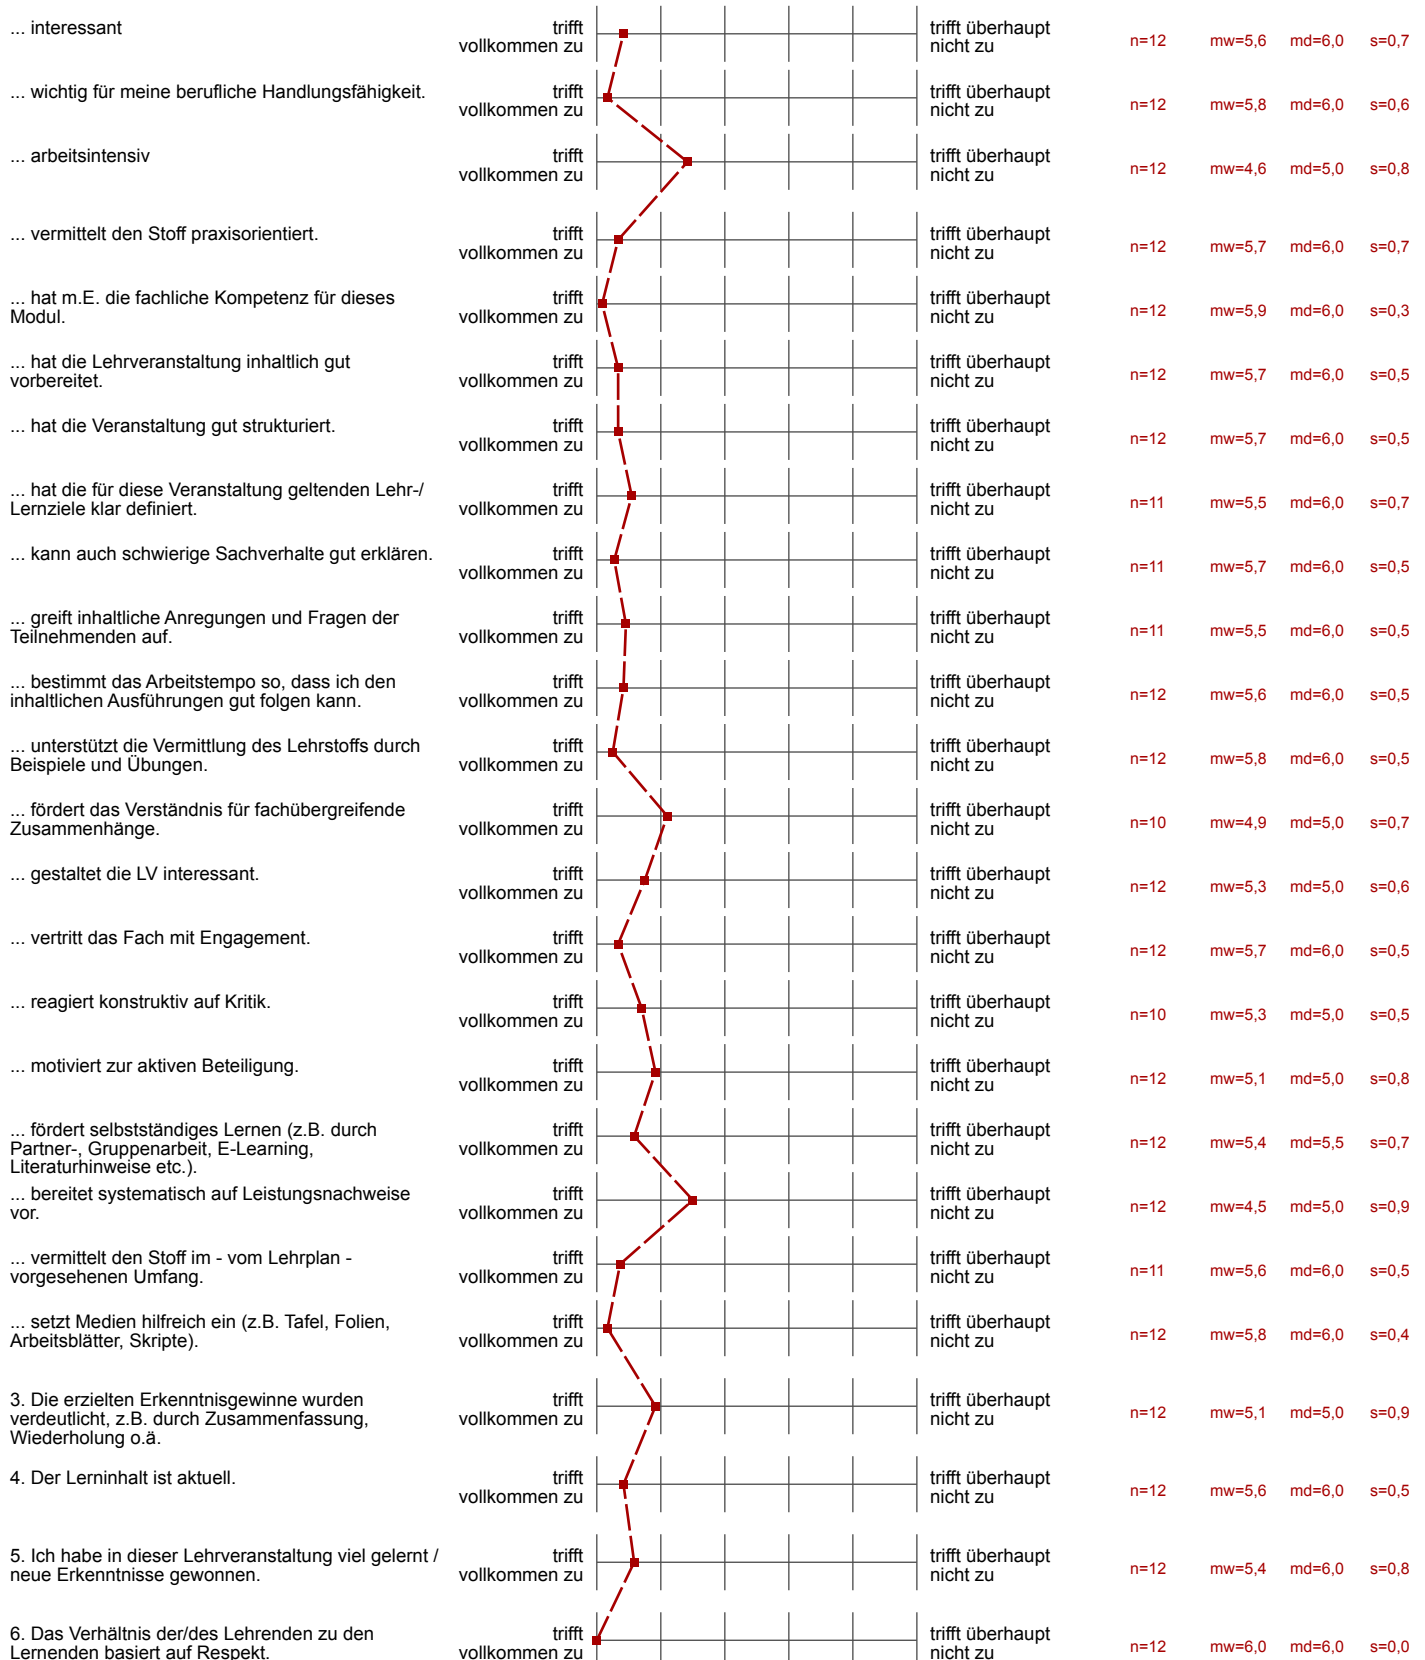 ... interessant
trifft
vollkommen zu
trifft überhaupt
nicht zu
n=12 mw=5,6 md=6,0 s=0,7
... wichtig für meine berufliche Handlungsfähigkeit.
trifft
vollkommen zu
trifft überhaupt
nicht zu
n=12 mw=5,8 md=6,0 s=0,6
... arbeitsintensiv
trifft
vollkommen zu
trifft überhaupt
nicht zu
n=12 mw=4,6 md=5,0 s=0,8
... vermittelt den Stoff praxisorientiert.
trifft
vollkommen zu
trifft überhaupt
nicht zu
n=12 mw=5,7 md=6,0 s=0,7
... hat m.E. die fachliche Kompetenz für dieses
Modul.
trifft
vollkommen zu
trifft überhaupt
nicht zu
n=12 mw=5,9 md=6,0 s=0,3
... hat die Lehrveranstaltung inhaltlich gut
vorbereitet.
trifft
vollkommen zu
trifft überhaupt
nicht zu
n=12 mw=5,7 md=6,0 s=0,5
... hat die Veranstaltung gut strukturiert.
trifft
vollkommen zu
trifft überhaupt
nicht zu
n=12 mw=5,7 md=6,0 s=0,5
... hat die für diese Veranstaltung geltenden Lehr-/
Lernziele klar definiert.
trifft
vollkommen zu
trifft überhaupt
nicht zu
n=11 mw=5,5 md=6,0 s=0,7
... kann auch schwierige Sachverhalte gut erklären.
trifft
vollkommen zu
trifft überhaupt
nicht zu
n=11 mw=5,7 md=6,0 s=0,5
... greift inhaltliche Anregungen und Fragen der
Teilnehmenden auf.
trifft
vollkommen zu
trifft überhaupt
nicht zu
n=11 mw=5,5 md=6,0 s=0,5
... bestimmt das Arbeitstempo so, dass ich den
inhaltlichen Ausführungen gut folgen kann.
trifft
vollkommen zu
trifft überhaupt
nicht zu
n=12 mw=5,6 md=6,0 s=0,5
... unterstützt die Vermittlung des Lehrstoffs durch
Beispiele und Übungen.
trifft
vollkommen zu
trifft überhaupt
nicht zu
n=12 mw=5,8 md=6,0 s=0,5
... fördert das Verständnis für fachübergreifende
Zusammenhänge.
trifft
vollkommen zu
trifft überhaupt
nicht zu
n=10 mw=4,9 md=5,0 s=0,7
... gestaltet die LV interessant.
trifft
vollkommen zu
trifft überhaupt
nicht zu
n=12 mw=5,3 md=5,0 s=0,6
... vertritt das Fach mit Engagement.
trifft
vollkommen zu
trifft überhaupt
nicht zu
n=12 mw=5,7 md=6,0 s=0,5
... reagiert konstruktiv auf Kritik.
trifft
vollkommen zu
trifft überhaupt
nicht zu
n=10 mw=5,3 md=5,0 s=0,5
... motiviert zur aktiven Beteiligung.
trifft
vollkommen zu
trifft überhaupt
nicht zu
n=12 mw=5,1 md=5,0 s=0,8
... fördert selbstständiges Lernen (z.B. durch
Partner-, Gruppenarbeit, E-Learning,
Literaturhinweise etc.).
trifft
vollkommen zu
trifft überhaupt
nicht zu
n=12 mw=5,4 md=5,5 s=0,7
... bereitet systematisch auf Leistungsnachweise
vor.
trifft
vollkommen zu
trifft überhaupt
nicht zu
n=12 mw=4,5 md=5,0 s=0,9
... vermittelt den Stoff im - vom Lehrplan -
vorgesehenen Umfang.
trifft
vollkommen zu
trifft überhaupt
nicht zu
n=11 mw=5,6 md=6,0 s=0,5
... setzt Medien hilfreich ein (z.B. Tafel, Folien,
Arbeitsblätter, Skripte).
trifft
vollkommen zu
trifft überhaupt
nicht zu
n=12 mw=5,8 md=6,0 s=0,4
3. Die erzielten Erkenntnisgewinne wurden
verdeutlicht, z.B. durch Zusammenfassung,
Wiederholung o.ä.
trifft
vollkommen zu
trifft überhaupt
nicht zu
n=12 mw=5,1 md=5,0 s=0,9
4. Der Lerninhalt ist aktuell.
trifft
vollkommen zu
trifft überhaupt
nicht zu
n=12 mw=5,6 md=6,0 s=0,5
5. Ich habe in dieser Lehrveranstaltung viel gelernt /
neue Erkenntnisse gewonnen.
trifft
vollkommen zu
trifft überhaupt
nicht zu
n=12 mw=5,4 md=6,0 s=0,8
6. Das Verhältnis der/des Lehrenden zu den
Lernenden basiert auf Respekt.
trifft
vollkommen zu
trifft überhaupt
nicht zu
n=12 mw=6,0 md=6,0 s=0,0